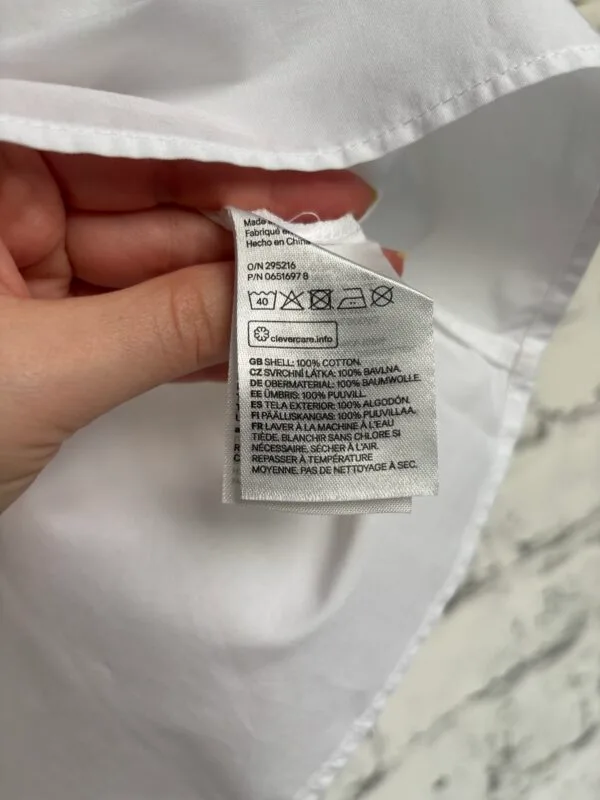 Made
Fabriqué en
Hecho en China
O/N 295216
P/N 0651697 8
40
clevercare.info
GB SHELL: 100% COTTON.
CZ SVRCHNÍ LÁTKA: 100% BAVLNA.
DE OBERMATERIAL: 100% BAUMWOLLE.
EE ÜMBRIS: 100% PUUVILL.
ES TELA EXTERIOR: 100% ALGODÓN.
FI PÄÄLLISKANGAS: 100% PUUVILLAA.
FR LAVER À LA MACHINE À L'EAU
TIÈDE. BLANCHIR SANS CHLORE SI
NÉCESSAIRE. SÉCHER À L'AIR.
REPASSER À TEMPÉRATURE
MOYENNE. PAS DE NETTOYAGE À SEC.